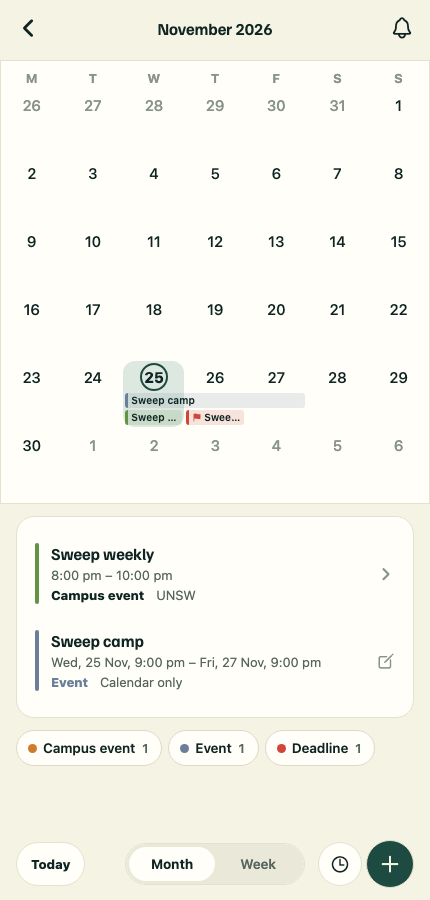 November 2026
M T W T F S S
26 27 28 29 30 31 1
2 3 4 5 6 7 8
9 10 11 12 13 14 15
16 17 18 19 20 21 22
23 24 25 26 27 28 29
Sweep camp
Sweep ... Swee...
30 1 2 3 4 5 6
Sweep weekly
8:00 pm – 10:00 pm
Campus event UNSW
Sweep camp
Wed, 25 Nov, 9:00 pm – Fri, 27 Nov, 9:00 pm
Event Calendar only
Campus event 1 Event 1 Deadline 1
Today Month Week